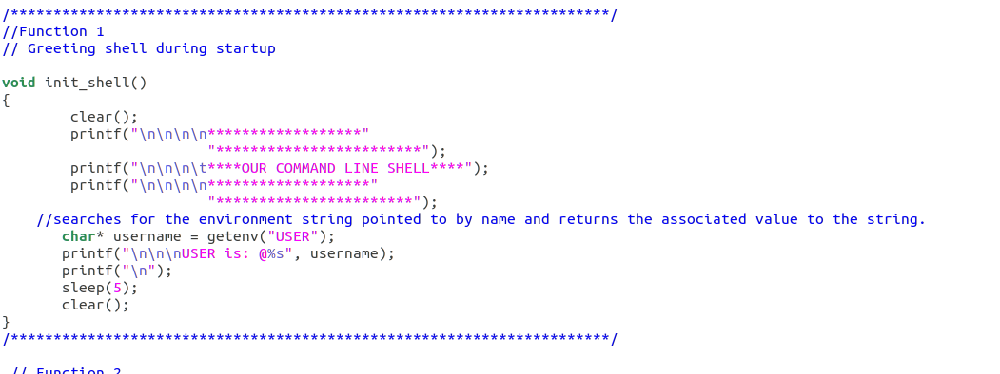 /**********************************************************************/
//Function 1
// Greeting shell during startup
void init_shell()
{
clear();
printf("\n\n\n\n******************"
"************************");
printf("\n\n\n\t****OUR COMMAND LINE SHELL****");
printf("\n\n\n\n*******************"
"***********************");
//searches for the environment string pointed to by name and returns the associated value to the string.
char* username = getenv("USER");
printf("\n\n\nUSER is: @%s", username);
printf("\n");
sleep(5);
clear();
}
/**********************************************************************/
// Function 2